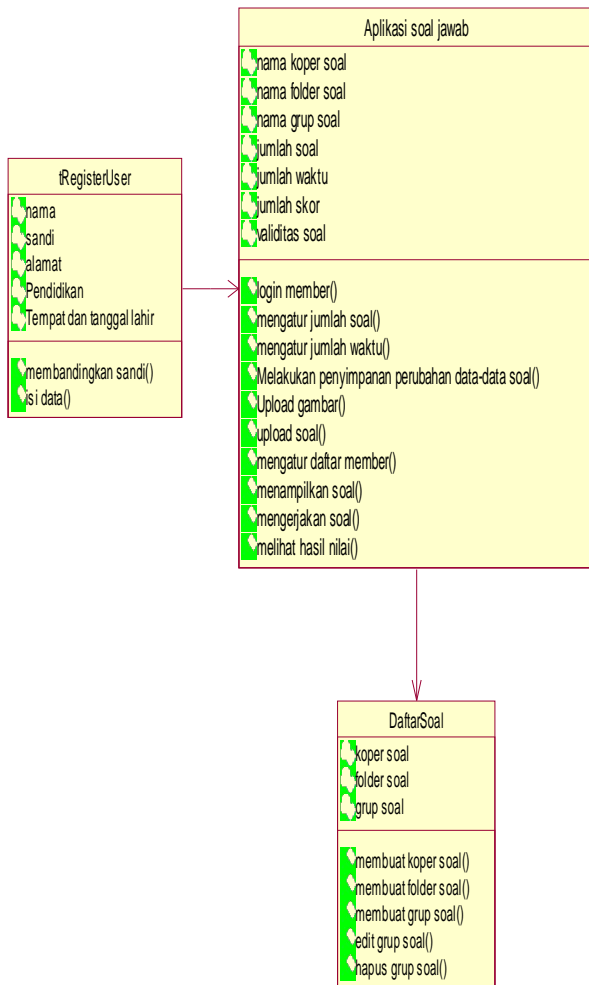 Aplikasi soal jawab
nama koper soal
nama folder soal
nama grup soal
jumlah soal
jumlah waktu
jumlah skor
validitas soal
login member()
mengatur jumlah soal()
mengatur jumlah waktu()
Melakukan penyimpanan perubahan data-data soal()
Upload gambar()
upload soal()
mengatur daftar member()
menampilkan soal()
mengerjakan soal()
melihat hasil nilai()
tRegisterUser
nama
sandi
alamat
Pendidikan
Tempat dan tanggal lahir
membandingkan sandi()
isi data()
DaftarSoal
koper soal
folder soal
grup soal
membuat koper soal()
membuat folder soal()
membuat grup soal()
edit grup soal()
hapus grup soal()